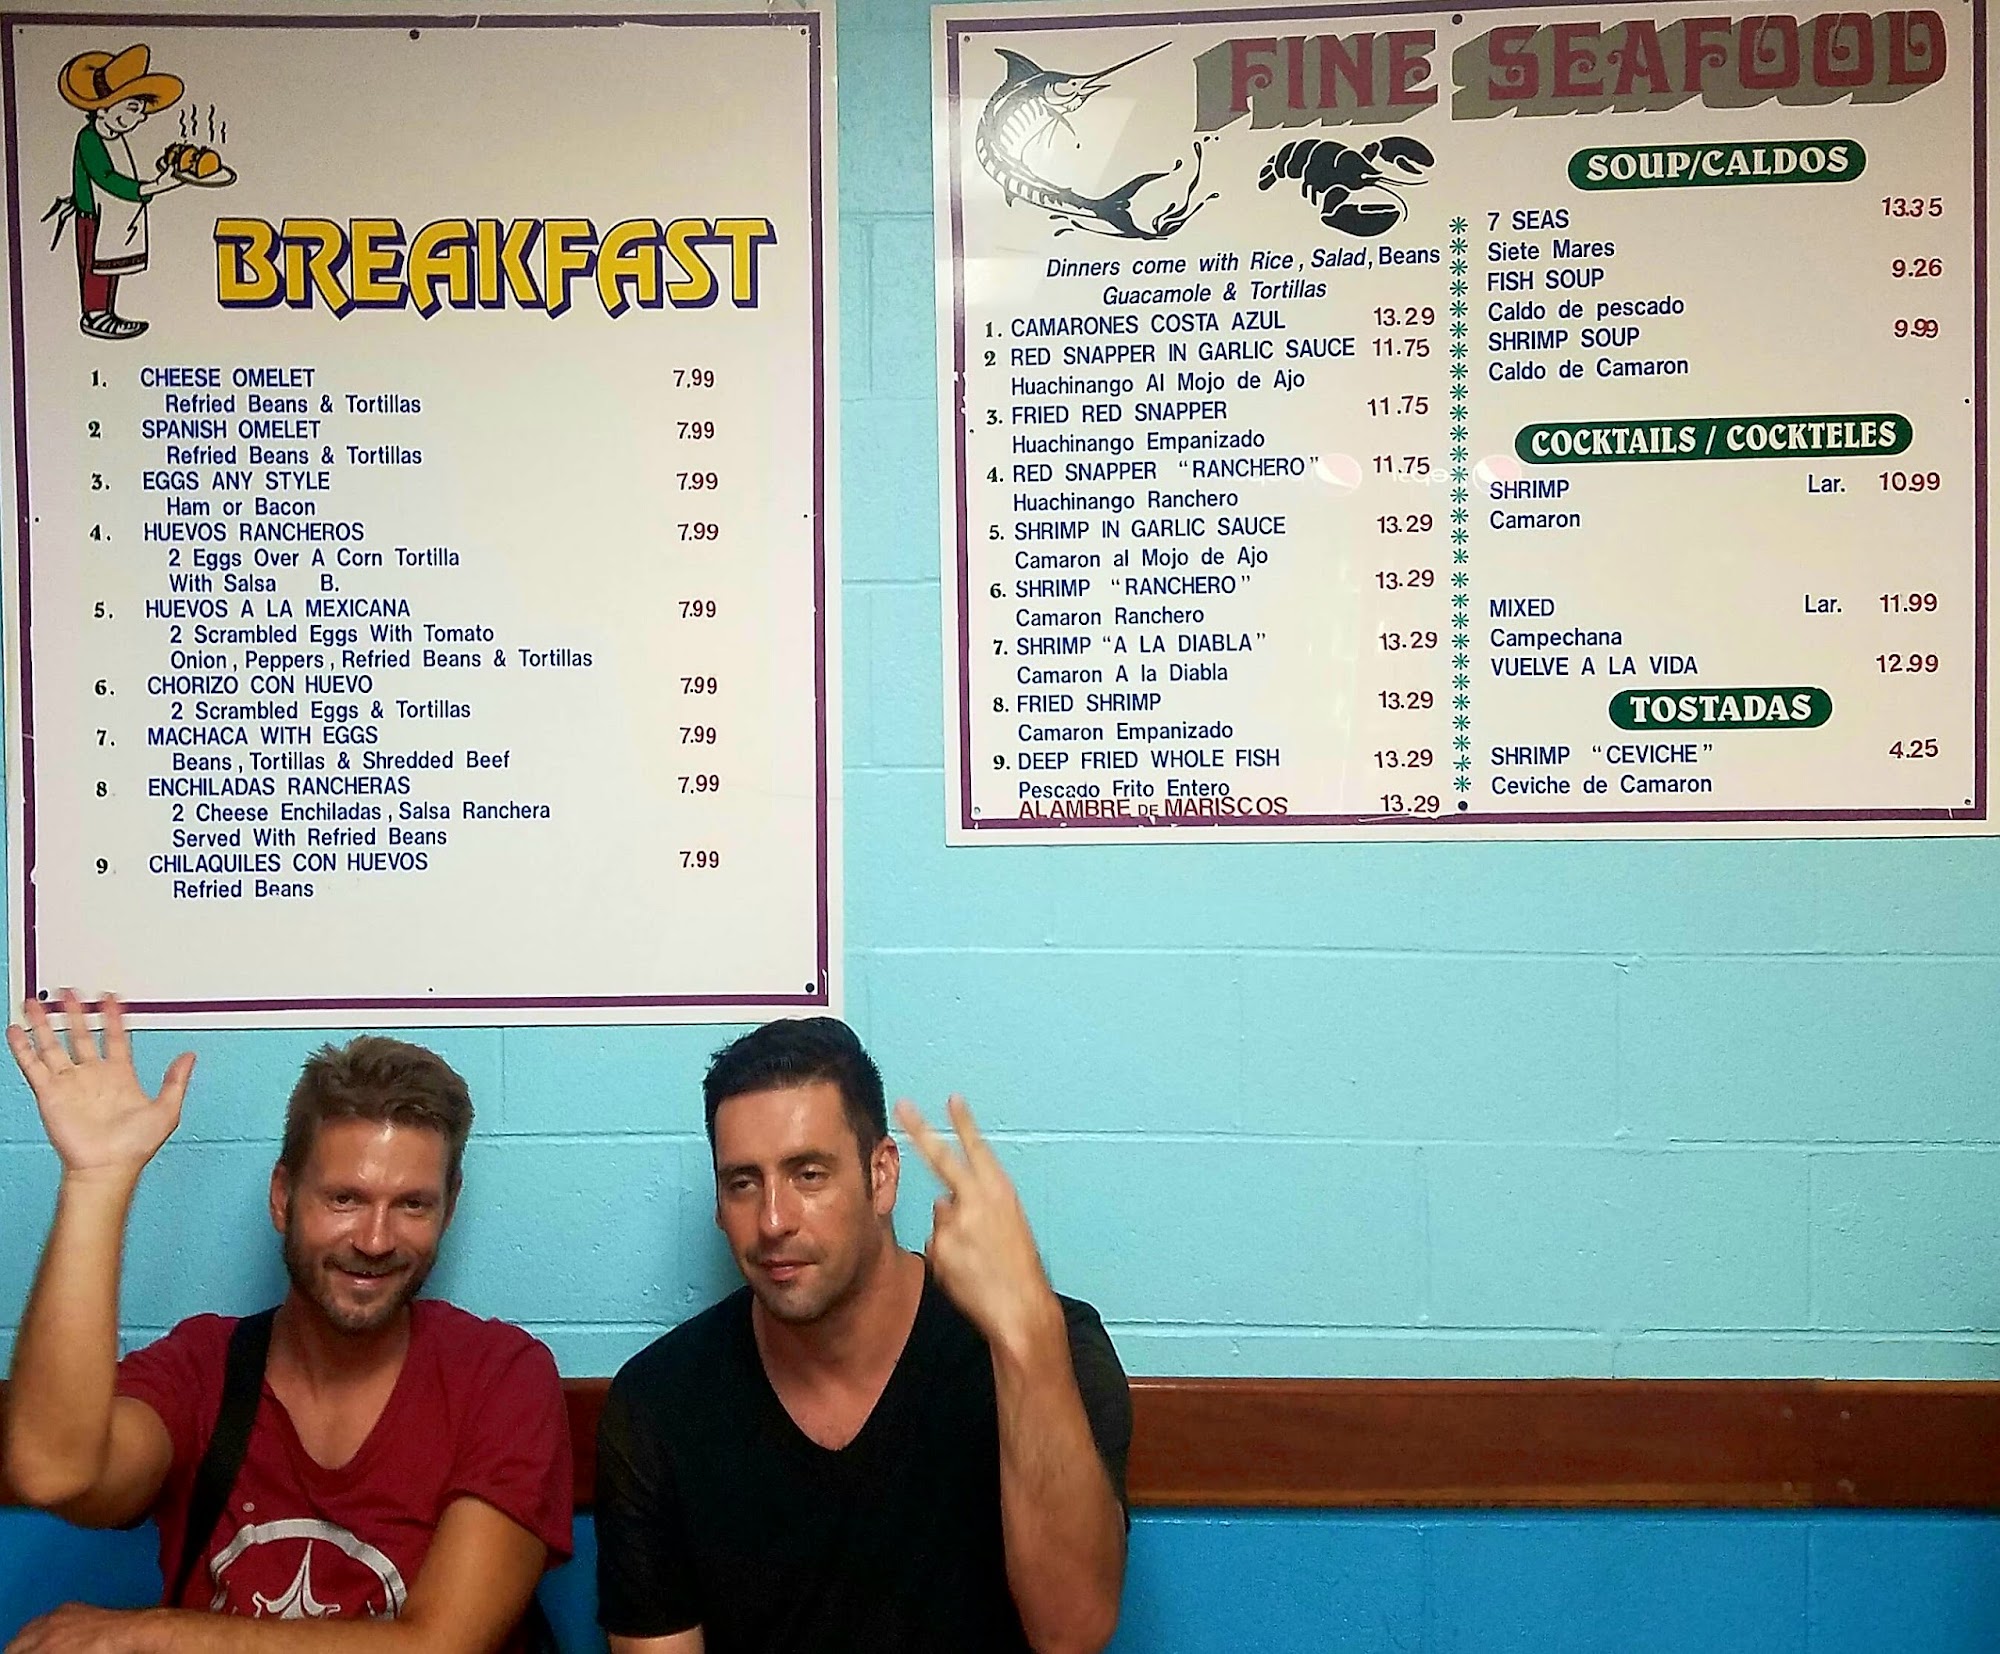 BREAKFAST
1. CHEESE OMELET 7.99
Refried Beans & Tortillas
2 SPANISH OMELET 7.99
Refried Beans & Tortillas
3. EGGS ANY STYLE 7.99
Ham or Bacon
4. HUEVOS RANCHEROS 7.99
2 Eggs Over A Corn Tortilla
With Salsa B.
5. HUEVOS A LA MEXICANA 7.99
2 Scrambled Eggs With Tomato
Onion, Peppers, Refried Beans & Tortillas
6. CHORIZO CON HUEVO 7.99
2 Scrambled Eggs & Tortillas
7. MACHACA WITH EGGS 7.99
Beans, Tortillas & Shredded Beef
8 ENCHILADAS RANCHERAS 7.99
2 Cheese Enchiladas, Salsa Ranchera
Served With Refried Beans
9 CHILAQUILES CON HUEVOS 7.99
Refried Beans
FINE SEAFOOD
Dinners come with Rice, Salad, Beans
Guacamole & Tortillas
1. CAMARONES COSTA AZUL 13.29
2 RED SNAPPER IN GARLIC SAUCE 11.75
Huachinango Al Mojo de Ajo
3. FRIED RED SNAPPER 11.75
Huachinango Empanizado
4. RED SNAPPER "RANCHERO" 11.75
Huachinango Ranchero
5. SHRIMP IN GARLIC SAUCE 13.29
Camaron al Mojo de Ajo
6. SHRIMP "RANCHERO" 13.29
Camaron Ranchero
7. SHRIMP "A LA DIABLA" 13.29
Camaron A la Diabla
8. FRIED SHRIMP 13.29
Camaron Empanizado
9. DEEP FRIED WHOLE FISH 13.29
Pescado Frito Entero
ALAMBRE DE MARISCOS 13.29
SOUP/CALDOS
7 SEAS 13.35
Siete Mares
FISH SOUP 9.26
Caldo de pescado
SHRIMP SOUP 9.99
Caldo de Camaron
COCKTAILS / COCKTELES
SHRIMP Lar. 10.99
Camaron
MIXED Lar. 11.99
Campechana
VUELVE A LA VIDA 12.99
TOSTADAS
SHRIMP "CEVICHE" 4.25
Ceviche de Camaron